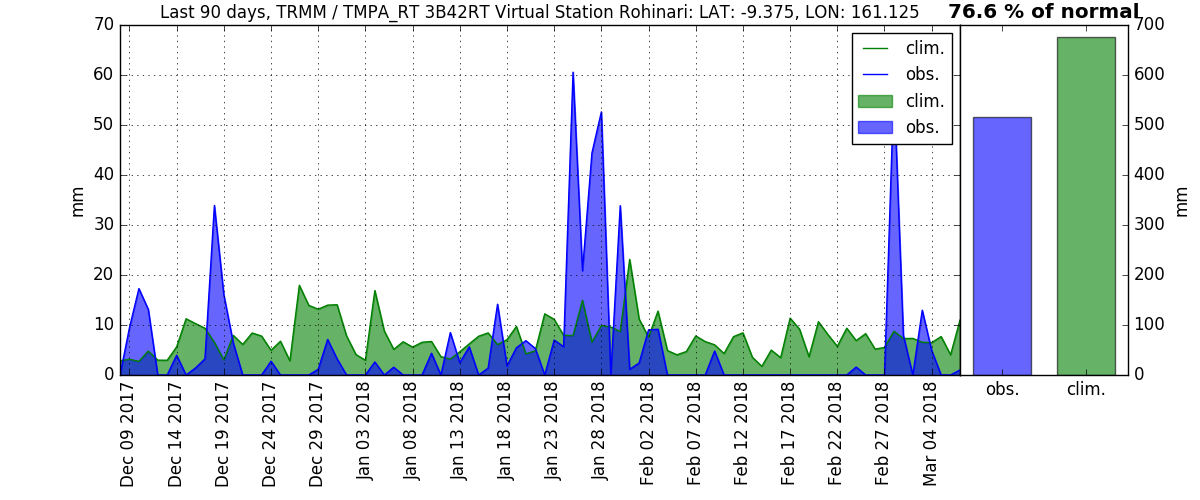 Last 90 days, TRMM / TMPA_RT 3B42RT Virtual Station Rohinari: LAT: -9.375, LON: 161.125
76.6 % of normal
70
60
50
40
30
20
10
0
mm
clim.
obs.
clim.
obs.
700
600
500
400
300
200
100
0
mm
obs.
clim.
Dec 09 2017
Dec 14 2017
Dec 19 2017
Dec 24 2017
Dec 29 2017
Jan 03 2018
Jan 08 2018
Jan 13 2018
Jan 18 2018
Jan 23 2018
Jan 28 2018
Feb 02 2018
Feb 07 2018
Feb 12 2018
Feb 17 2018
Feb 22 2018
Feb 27 2018
Mar 04 2018